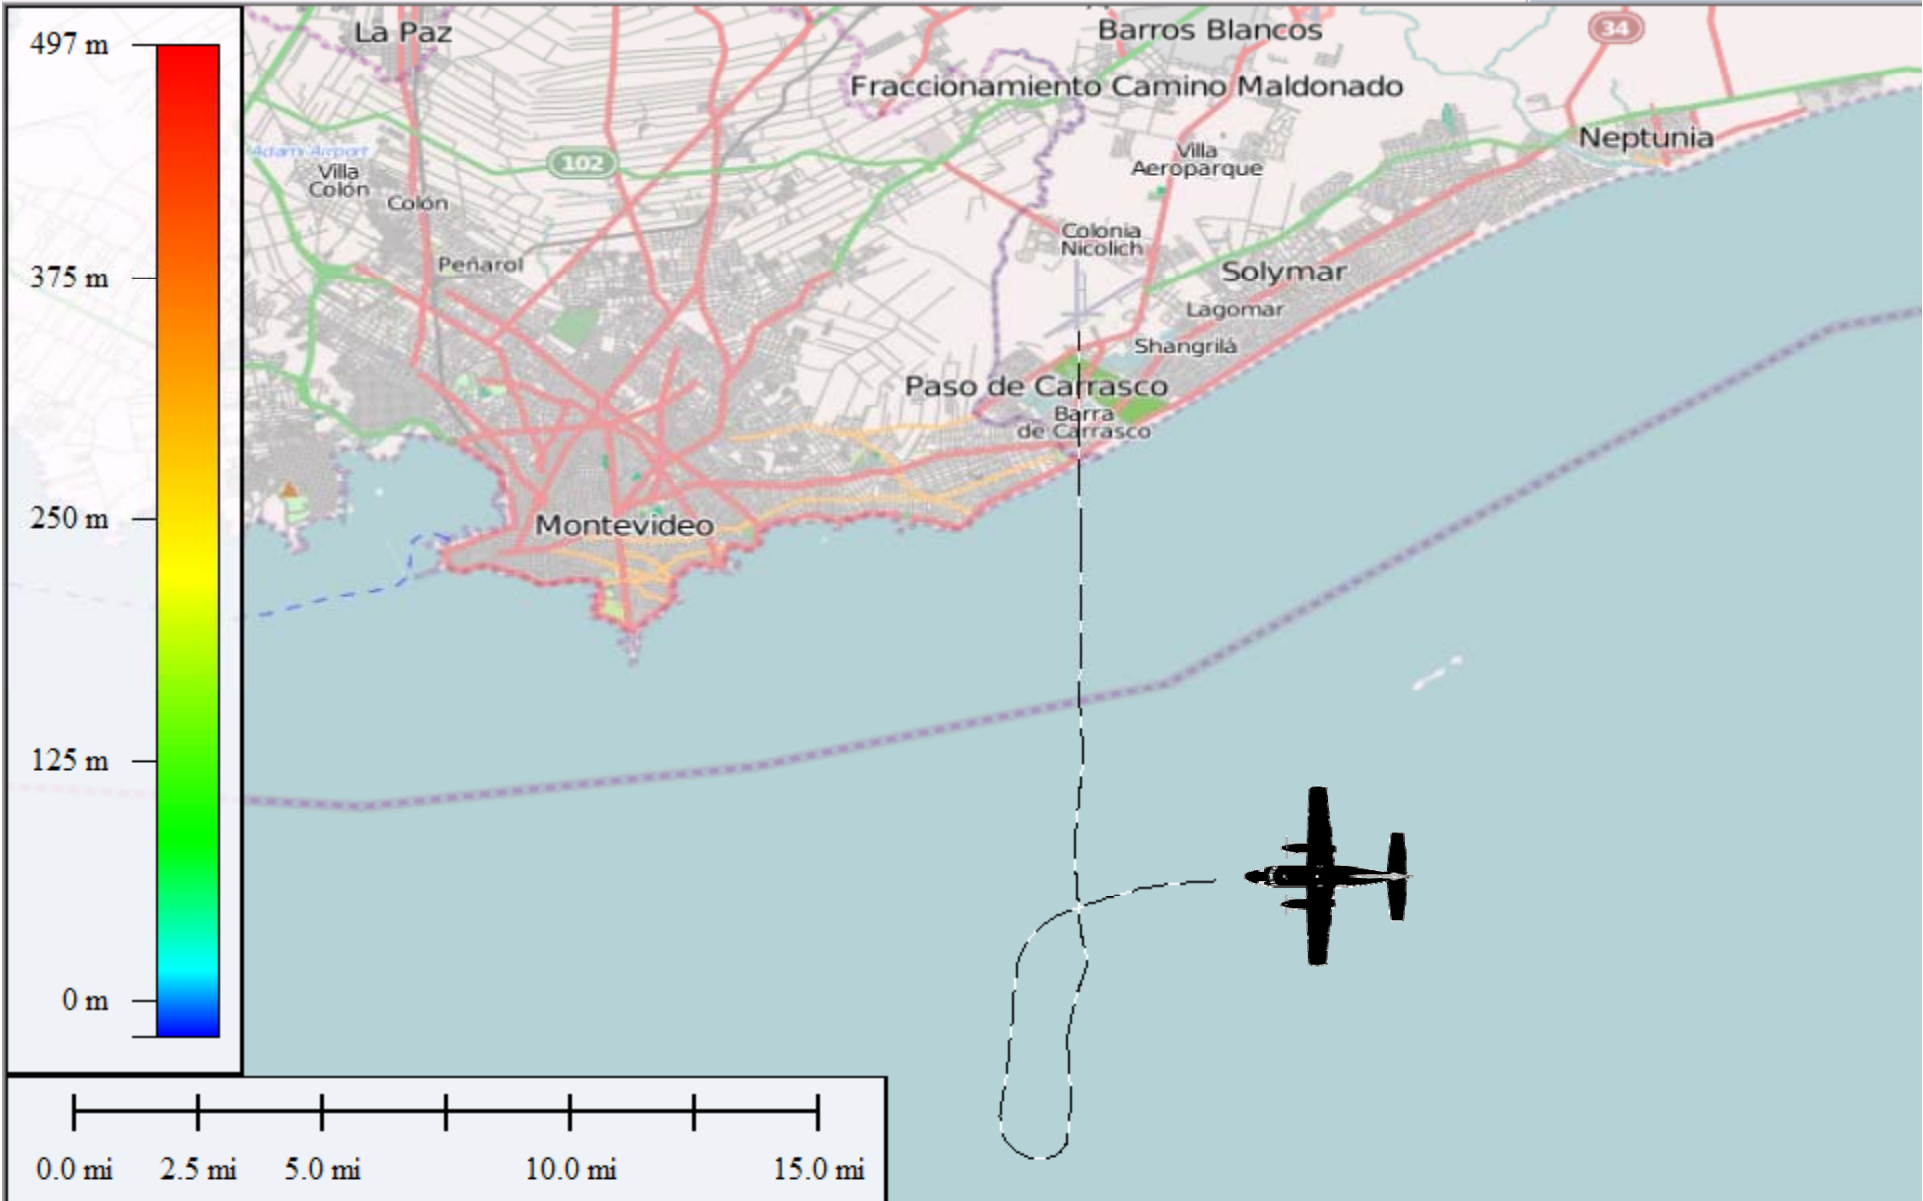 497 m
375 m
250 m
125 m
0 m
La Paz
Barros Blancos
34
Fraccionamiento Camino Maldonado
Neptunia
Adami Airport
102
Villa
Colón
Colón
Villa
Aeroparque
Colonia
Nicolich
Peñarol
Solymar
Lagomar
Shangrilá
Paso de Carrasco
Barra
de Carrasco
Montevideo
0.0 mi
2.5 mi
5.0 mi
10.0 mi
15.0 mi